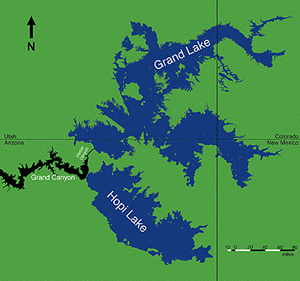 N
Grand Lake
Utah
Arizona
Colorado
New Mexico
Grand Canyon
Hopi Lake
miles